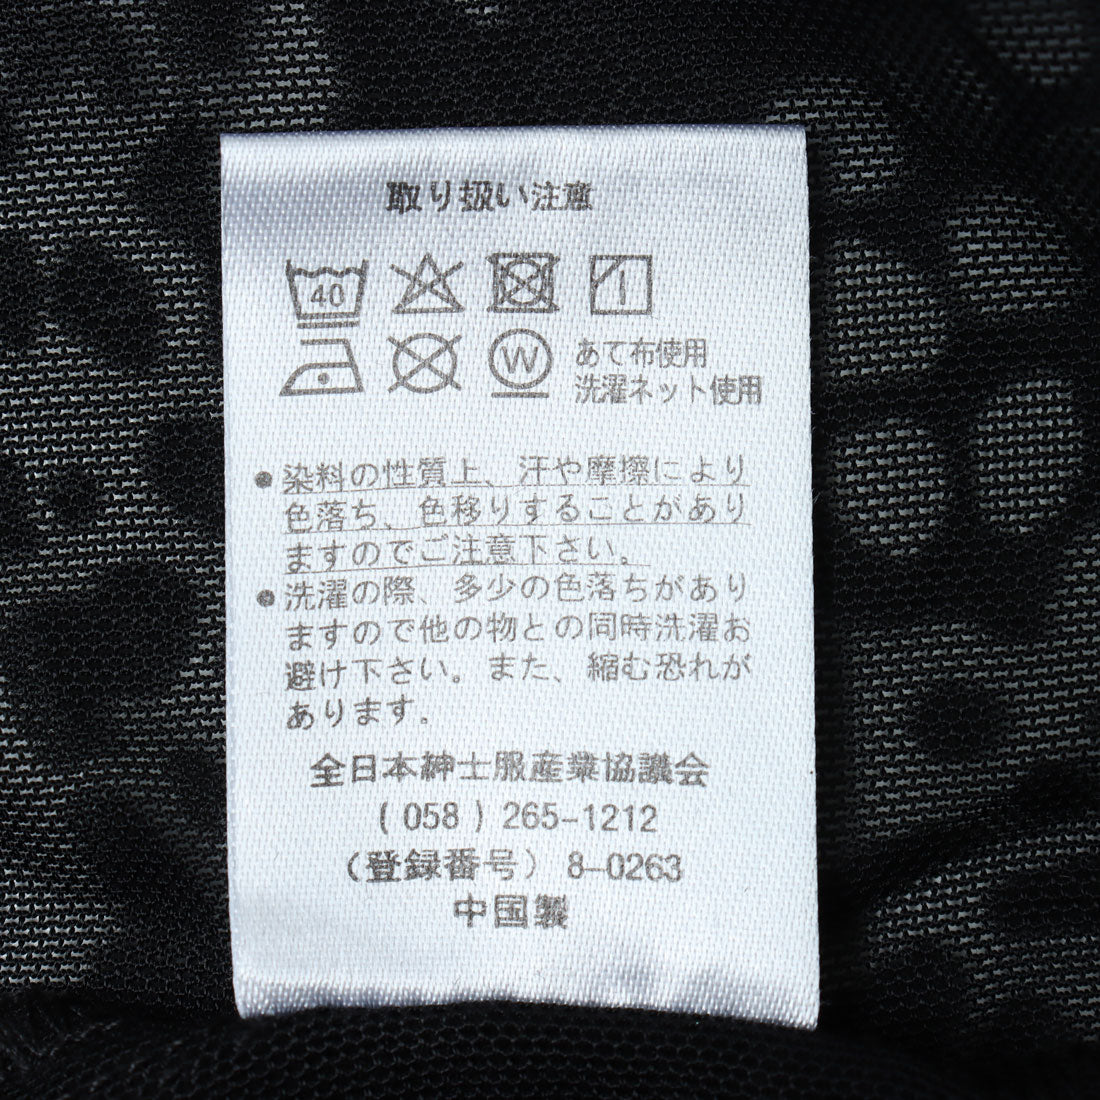 取り扱い注意
40
W
あて布使用
洗濯ネット使用
●染料の性質上、汗や摩擦により
色落ち、色移りすることがあり
ますのでご注意下さい。
●洗濯の際、多少の色落ちがあり
ますので他の物との同時洗濯お
避け下さい。また、縮む恐れが
あります。
全日本紳士服産業協議会
(058)265-1212
(登録番号)8-0263
中国製